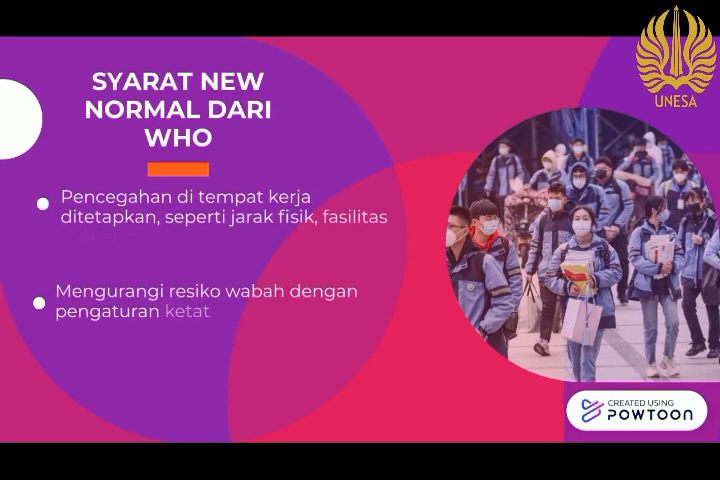 UNESA
SYARAT NEW
NORMAL DARI
WHO
Pencegahan di tempat kerja
ditetapkan, seperti jarak fisik, fasilitas
Mengurangi resiko wabah dengan
pengaturan ketat
CREATED USING
POWTOON